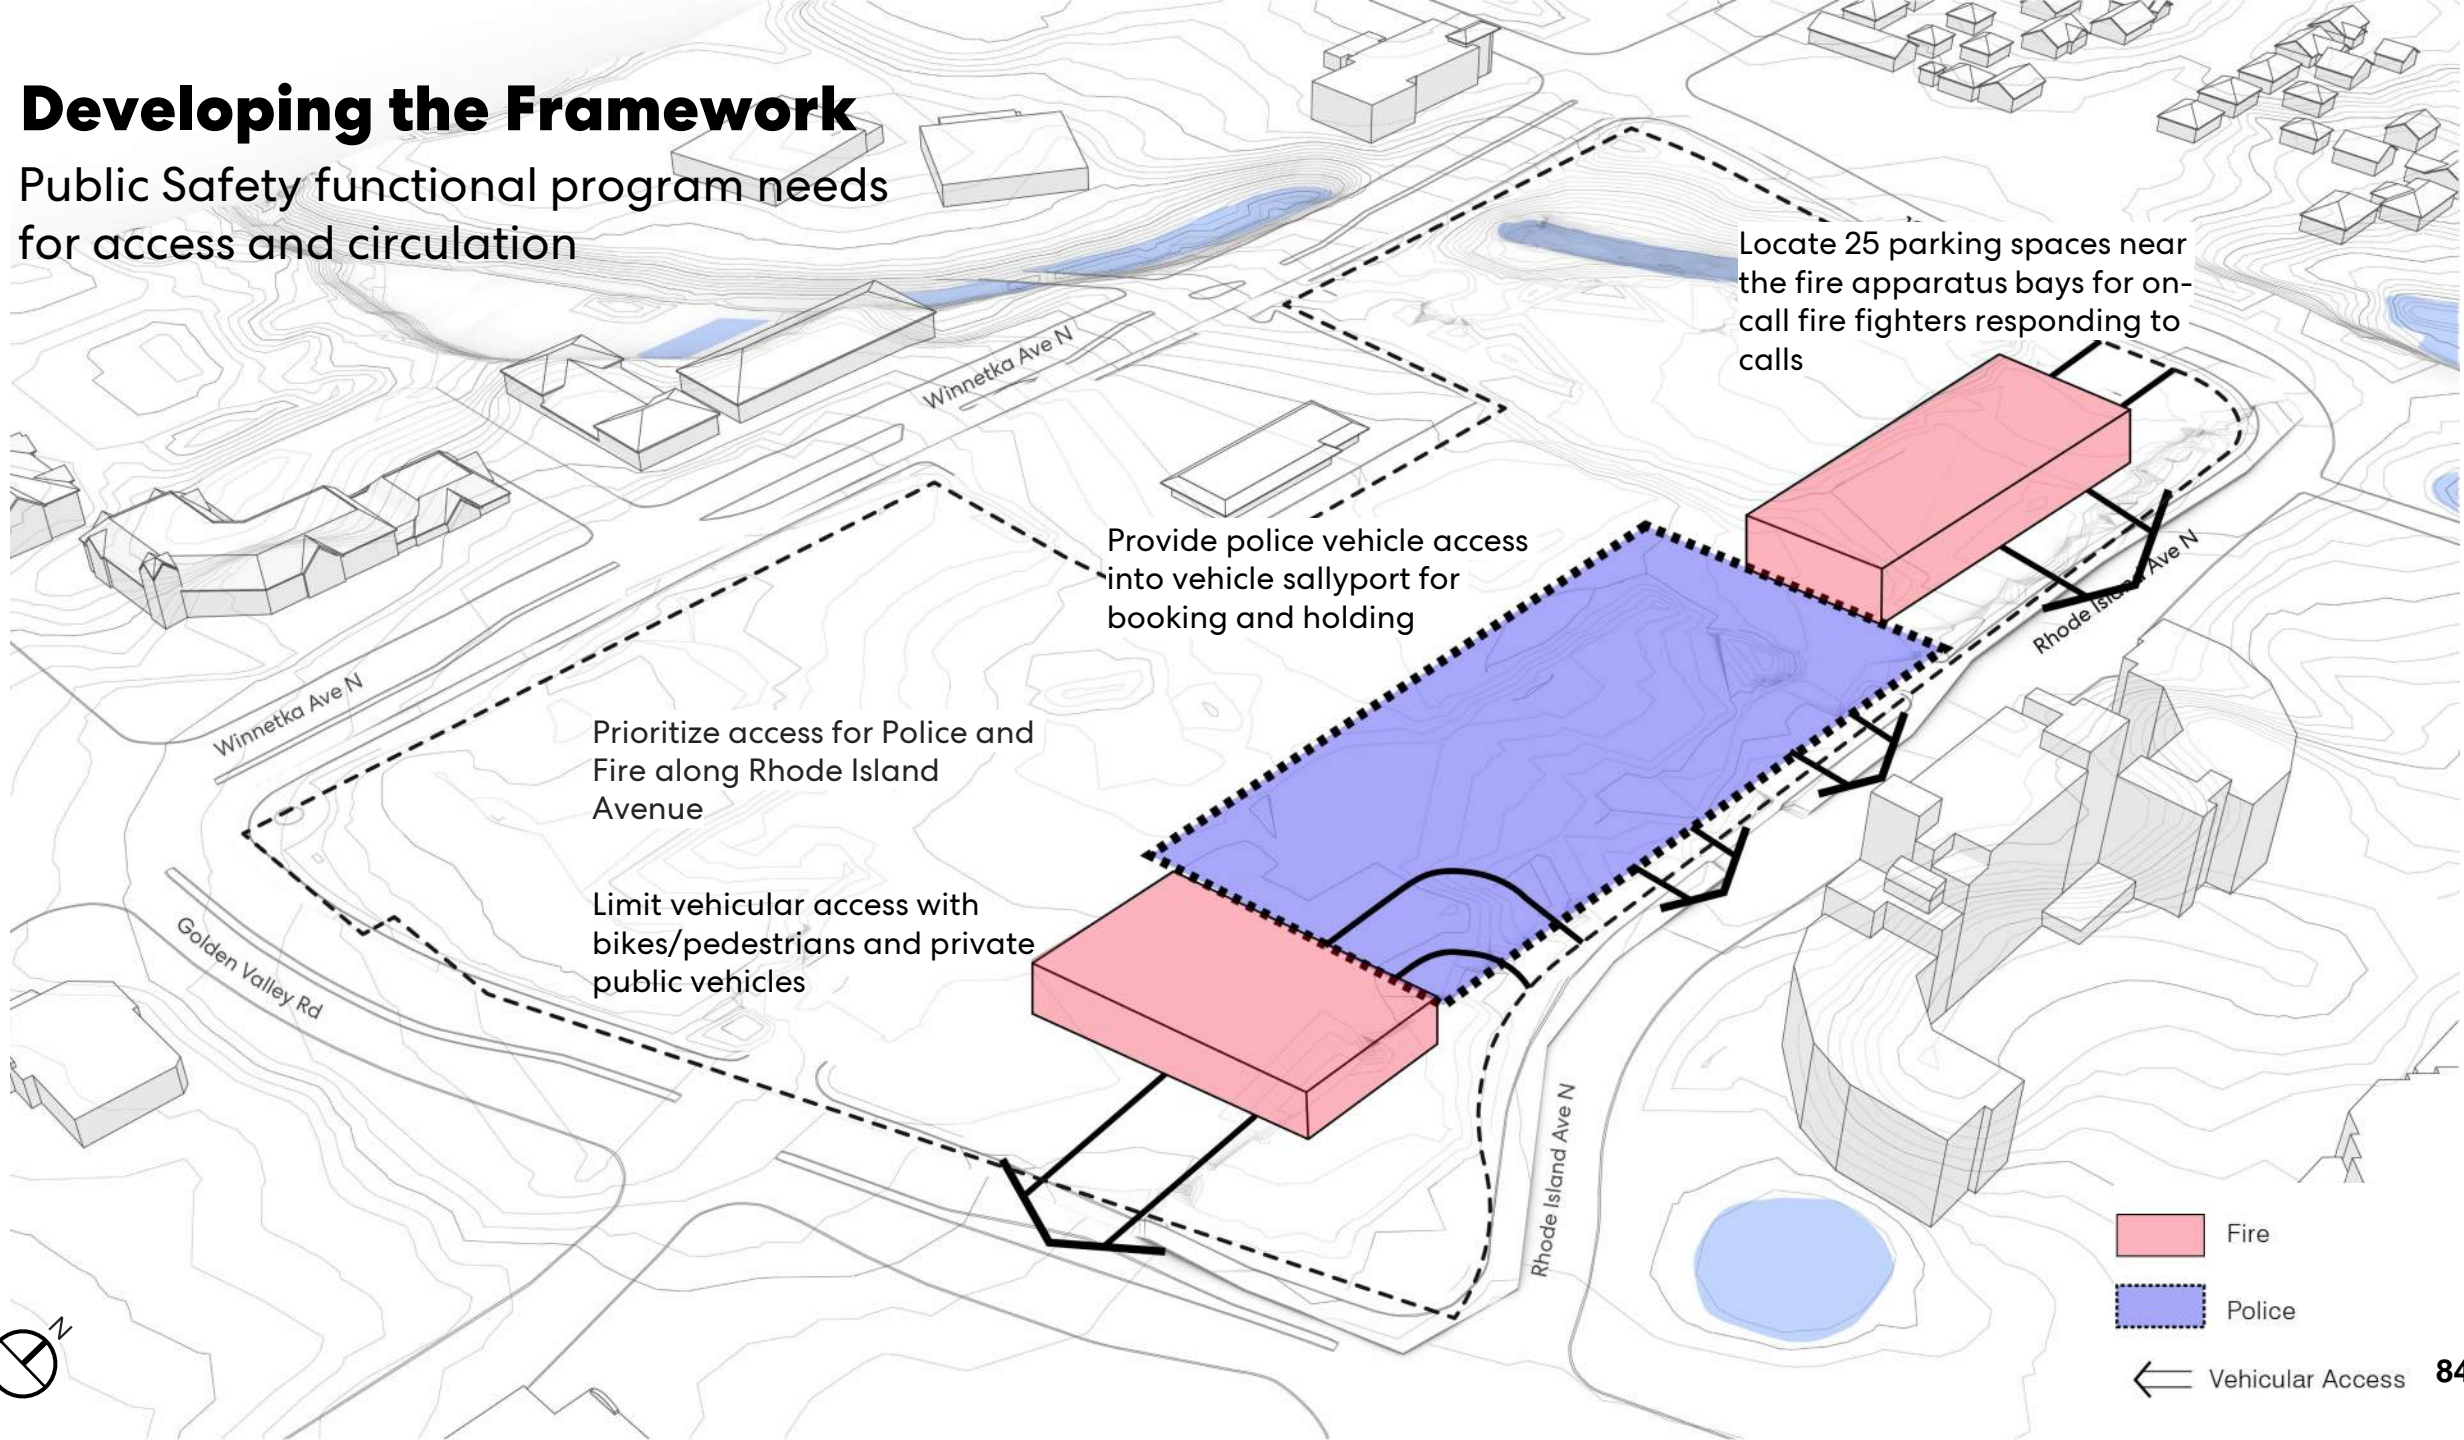 Developing the Framework
Public Safety functional program needs
for access and circulation
Locate 25 parking spaces near
the fire apparatus bays for on-
call fire fighters responding to
calls
Winnetka Ave N
Provide police vehicle access
into vehicle sallyport for
booking and holding
Rhode Island Ave N
Winnetka Ave N
Prioritize access for Police and
Fire along Rhode Island
Avenue
Limit vehicular access with
bikes/pedestrians and private
public vehicles
Golden Valley Rd
Rhode Island Ave N
Fire
Police
Vehicular Access
84
N